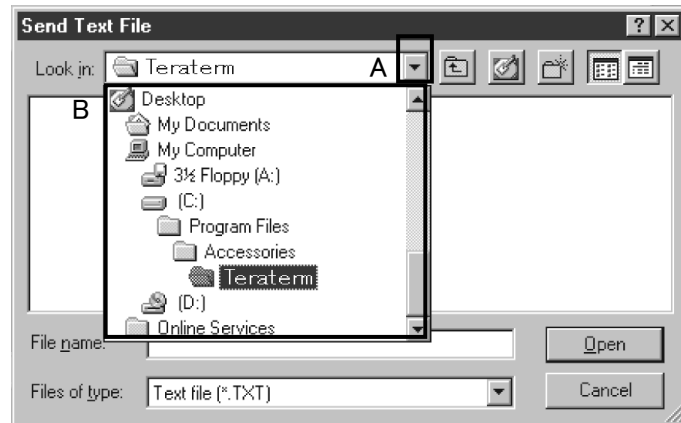 Send Text File
Look in: Teraterm A
B
Desktop
My Documents
My Computer
3½ Floppy (A:)
(C:)
Program Files
Accessories
Teraterm
(D:)
Online Services
File name:
Open
Files of type: Text file (*.TXT)
Cancel